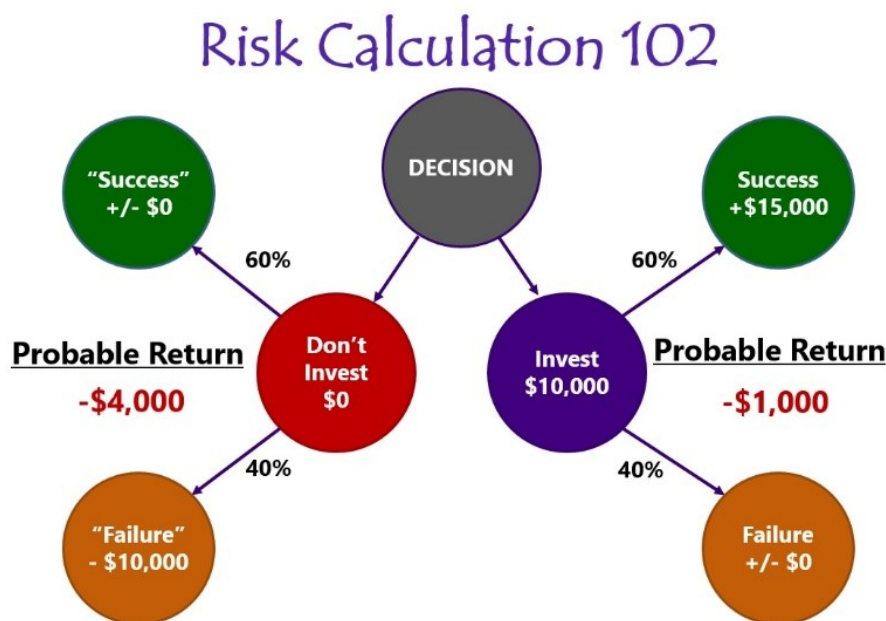 Risk Calculation 102
DECISION
“Success”
+/- $0
60%
Don’t
Invest
$0
Probable Return
-$4,000
40%
“Failure”
- $10,000
Success
+$15,000
60%
Invest
$10,000
Probable Return
-$1,000
40%
Failure
+/- $0